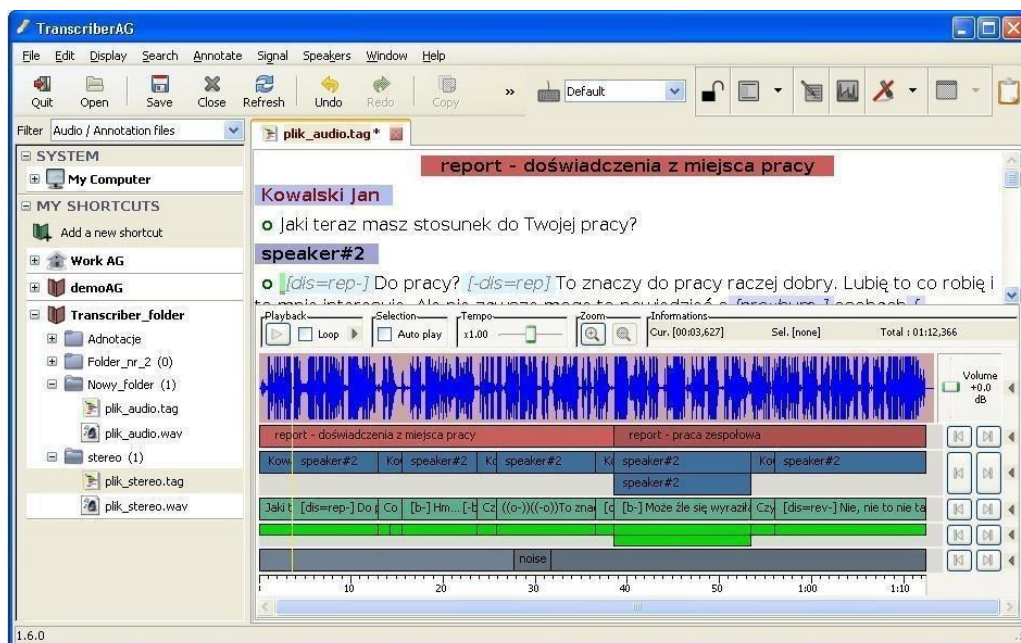 TranscriberAG
File Edit Display Search Annotate Signal Speakers Window Help
Quit Open Save Close Refresh Undo Redo Copy » Default
Filter Audio / Annotation files
plik_audio.tag*
SYSTEM
My Computer
MY SHORTCUTS
Add a new shortcut
Work AG
demoAG
Transcriber_folder
Adnotacje
Folder_nr_2 (0)
Nowy_folder (1)
plik_audio.tag
plik_audio.wav
stereo (1)
plik_stereo.tag
plik_stereo.wav
report - doświadczenia z miejsca pracy
Kowalski Jan
Jaki teraz masz stosunek do Twojej pracy?
speaker#2
[dis=rep-] Do pracy? [-dis=rep] To znaczy do pracy raczej dobry. Lubię to co robię i
Playback Selection Tempo Zoom Informations
Loop Auto play x1.00 Cur. [00:03,627] Sel. [none] Total : 01:12,366
Volume
+0.0
dB
report - doświadczenia z miejsca pracy report - praca zespołowa
speaker#2 speaker#2 speaker#2 speaker#2 speaker#2
speaker#2
Jaki t [dis=rep-] Do p Co [b-] Hm... [-b Cz ((o-))((-o))To zna [b-] Może źle się wyraził Czy [dis=rev-] Nie, nie to nie ta
noise
10 20 30 40 50 1:00 1:10
1.6.0